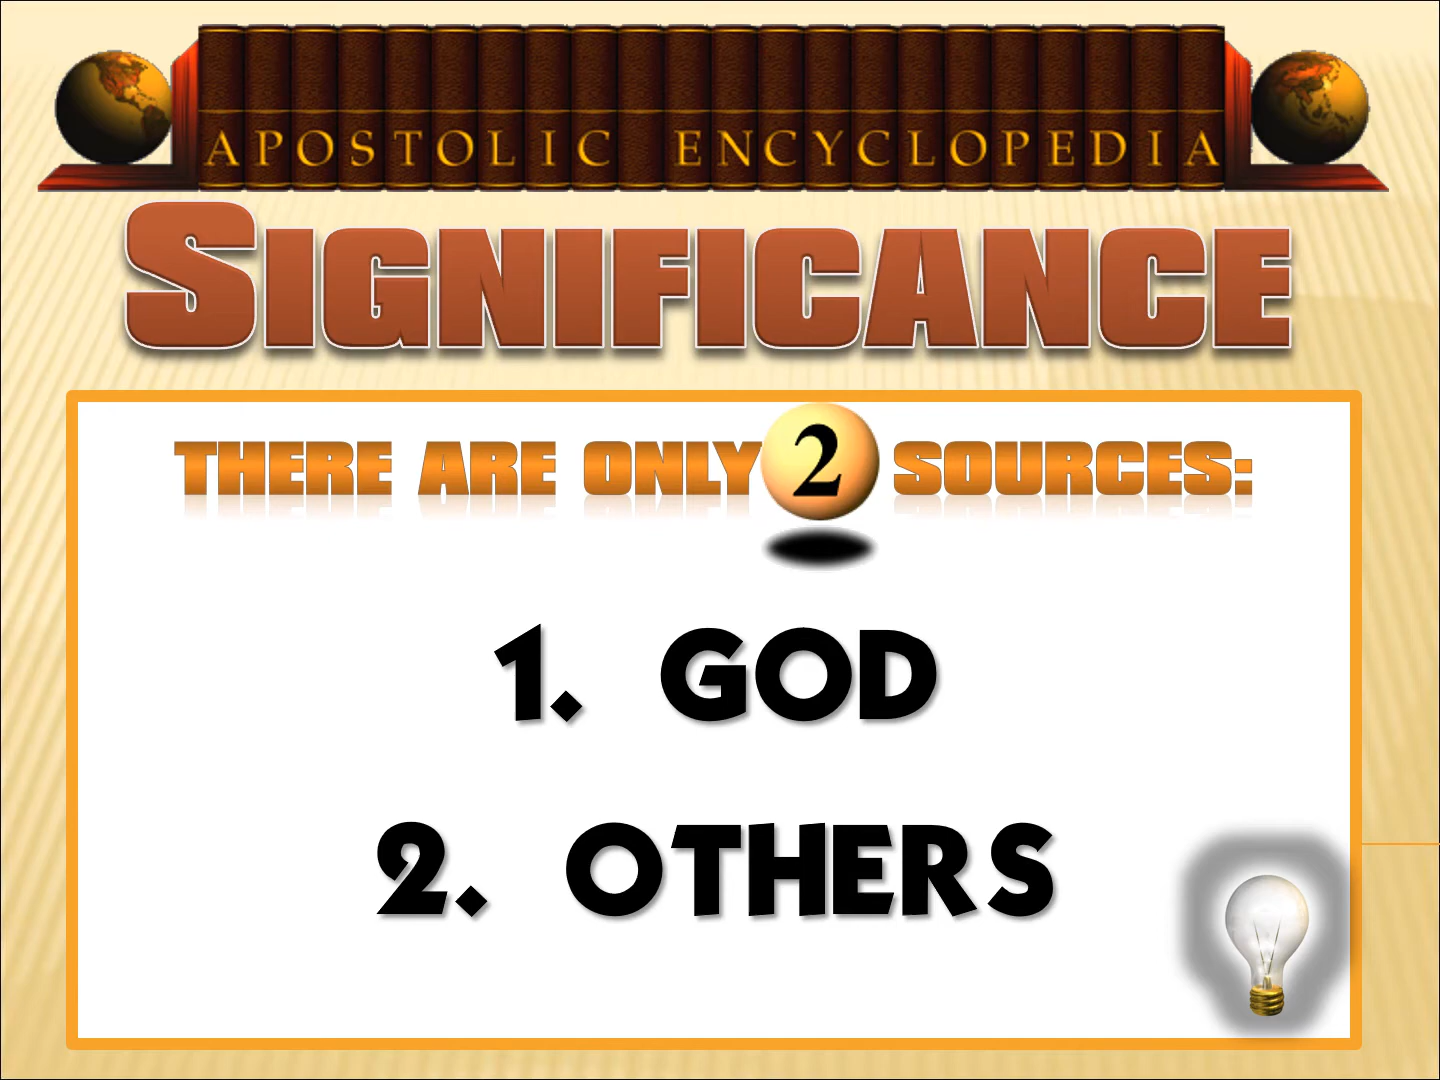 APOSTOLIC ENCYCLOPEDIA
SIGNIFICANCE
THERE ARE ONLY 2 SOURCES:
1. GOD
2. OTHERS